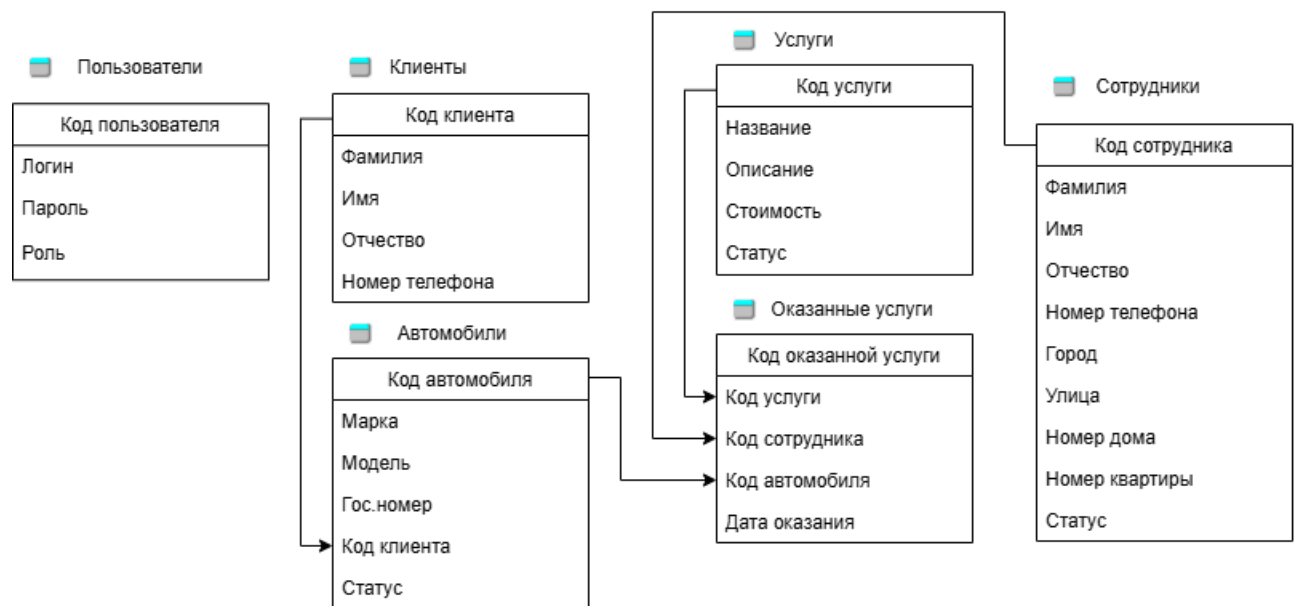 Пользователи
Код пользователя
Логин
Пароль
Роль
Клиенты
Код клиента
Фамилия
Имя
Отчество
Номер телефона
Автомобили
Код автомобиля
Марка
Модель
Гос.номер
Код клиента
Статус
Услуги
Код услуги
Название
Описание
Стоимость
Статус
Оказанные услуги
Код оказанной услуги
Код услуги
Код сотрудника
Код автомобиля
Дата оказания
Сотрудники
Код сотрудника
Фамилия
Имя
Отчество
Номер телефона
Город
Улица
Номер дома
Номер квартиры
Статус